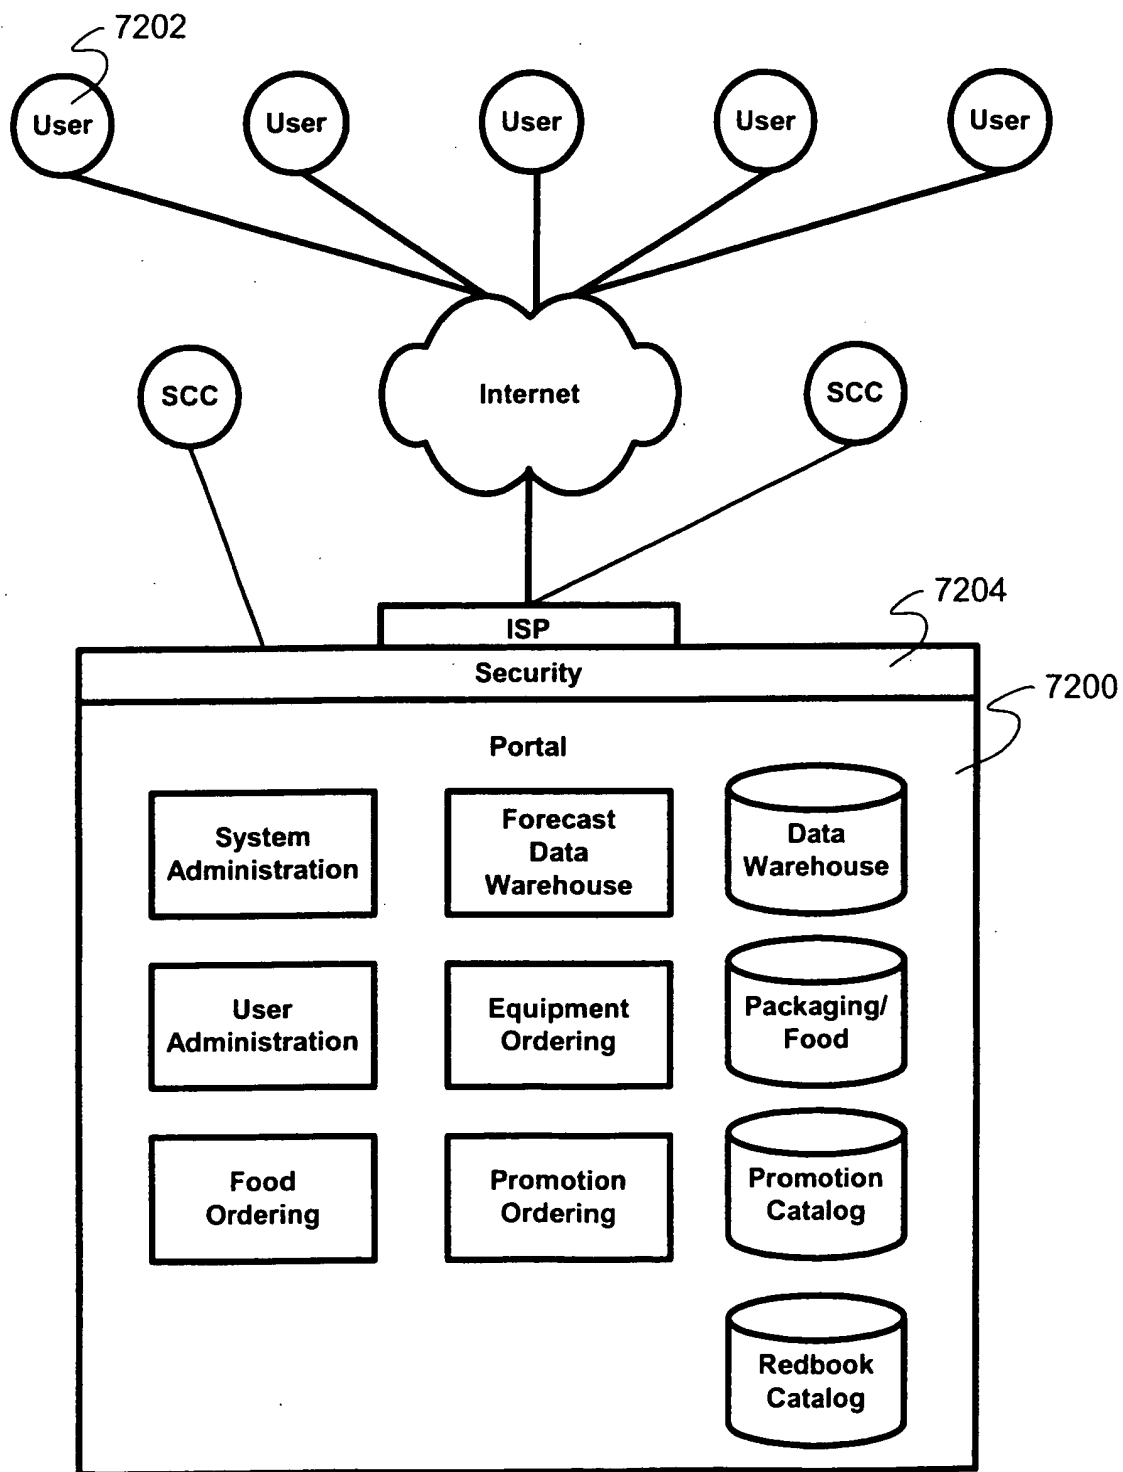 7202
User
User
User
User
User
Internet
SCC
SCC
7204
ISP
Security
7200
Portal
System
Administration
Forecast
Data
Warehouse
Data
Warehouse
User
Administration
Equipment
Ordering
Packaging/
Food
Food
Ordering
Promotion
Ordering
Promotion
Catalog
Redbook
Catalog